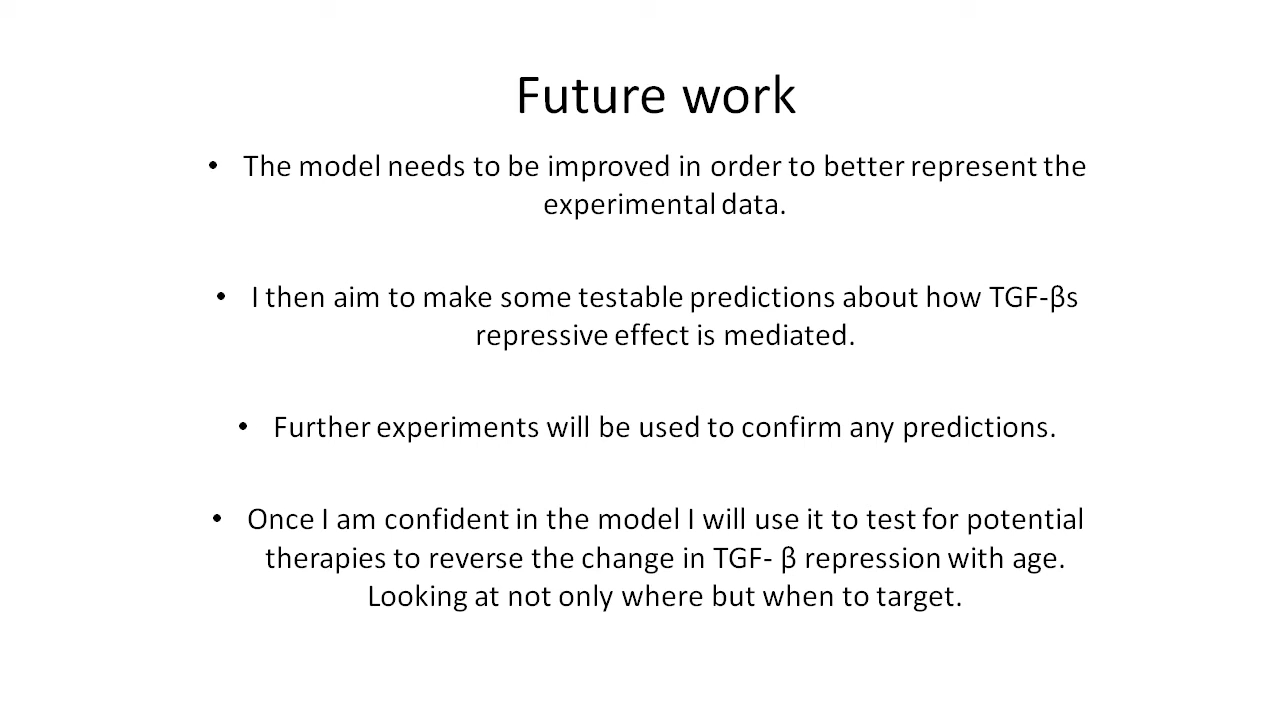 Future work
• The model needs to be improved in order to better represent the
experimental data.
• I then aim to make some testable predictions about how TGF-βs
repressive effect is mediated.
• Further experiments will be used to confirm any predictions.
• Once I am confident in the model I will use it to test for potential
therapies to reverse the change in TGF- β repression with age.
Looking at not only where but when to target.